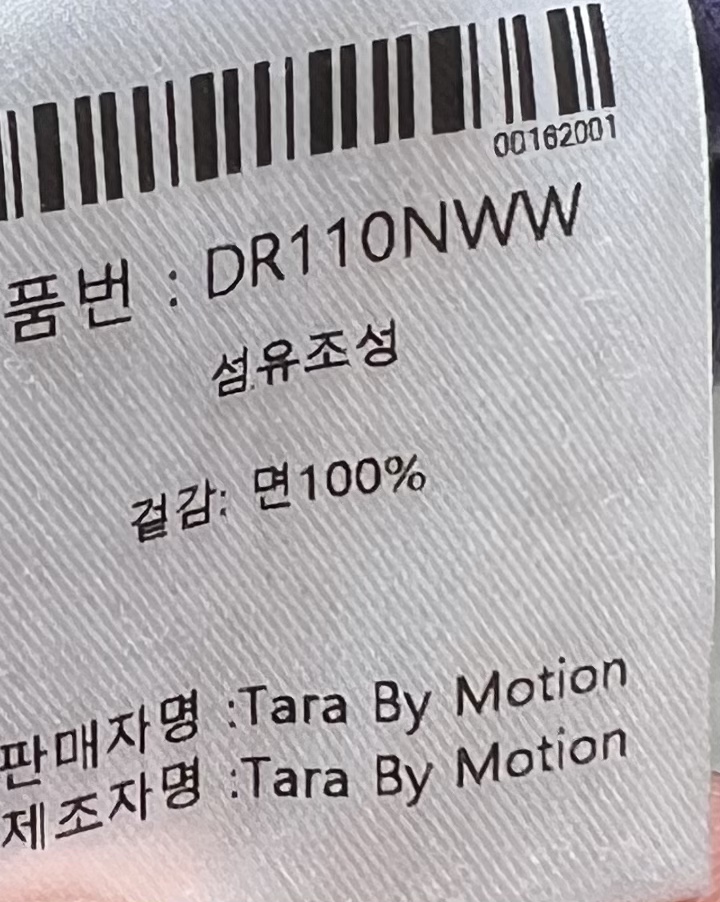 00162001
품번 : DR110NWW
섬유조성
겉감: 면100%
판매자명 :Tara By Motion
제조자명 :Tara By Motion